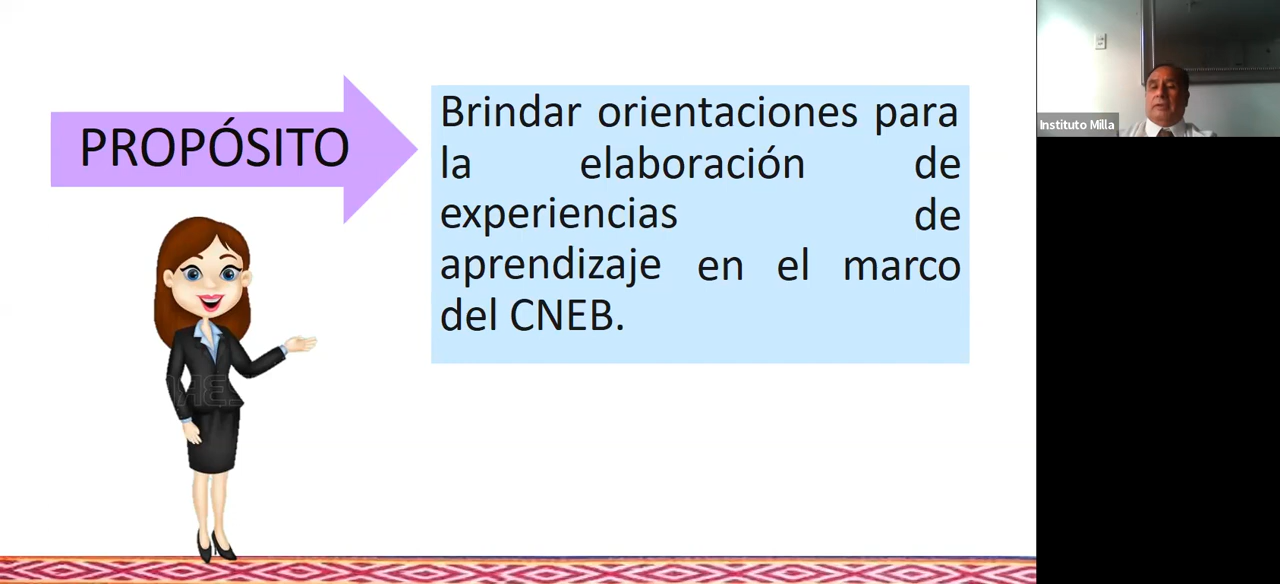 PROPÓSITO
Brindar orientaciones para
la elaboración de
experiencias de
aprendizaje en el marco
del CNEB.
Instituto Milla